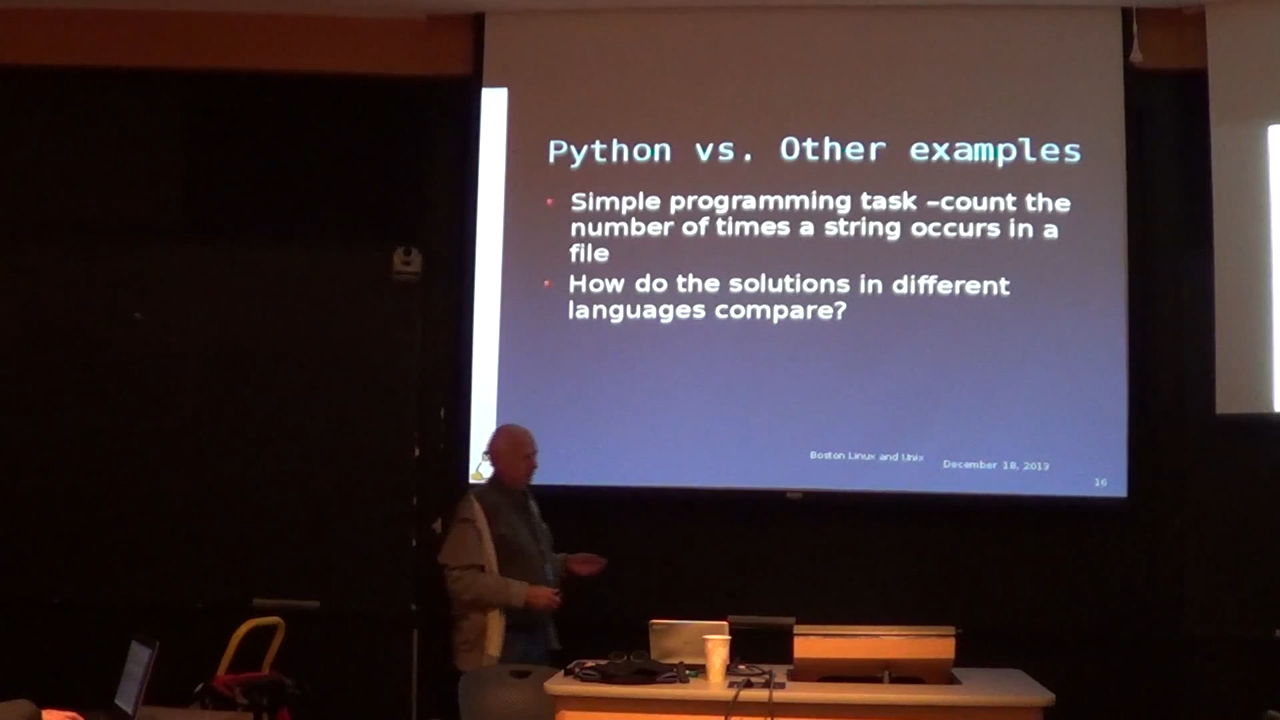 Python vs. Other examples
• Simple programming task –count the
number of times a string occurs in a
file
• How do the solutions in different
languages compare?
Boston Linux and Unix
December 18, 2013
16